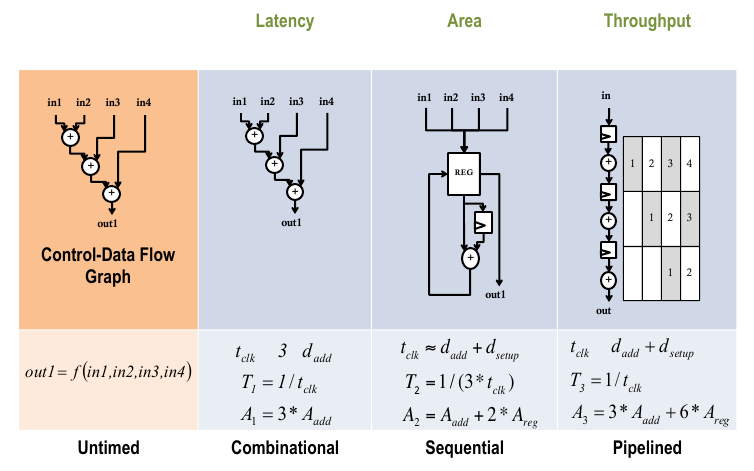 Latency Area Throughput
in1 in2 in3 in4
+
+
+
out1
Control-Data Flow
Graph
in1 in2 in3 in4
+
+
+
out1
in1 in2 in3 in4
REG
+
out1
in
+
+
+
out
1 2 3 4
1 2 3
1 2
out1 = f(in1,in2,in3,in4)
t_clk 3 d_add
T_1 = 1/t_clk
A_1 = 3* A_add
t_clk ≈ d_add + d_setup
T_2 = 1/(3*t_clk)
A_2 = A_add + 2* A_reg
t_clk d_add + d_setup
T_3 = 1/t_clk
A_3 = 3* A_add + 6* A_reg
Untimed Combinational Sequential Pipelined